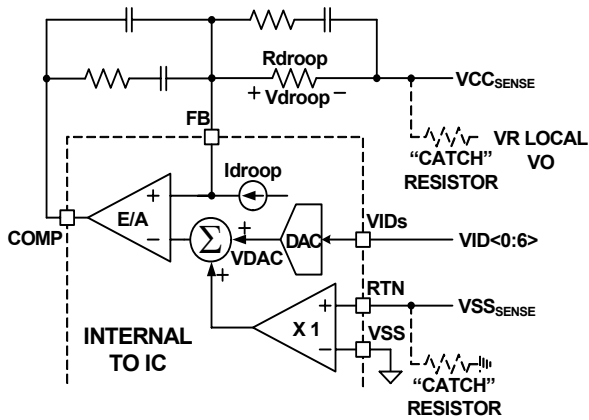 Rdroop
+ Vdroop −
VCCSENSE
FB
"CATCH"
RESISTOR
VR LOCAL
VO
Idroop
E/A
+
−
COMP
Σ
+
+
VDAC
DAC
VIDs
VID<0:6>
RTN
VSSSENSE
X 1
+
−
VSS
INTERNAL
TO IC
"CATCH"
RESISTOR